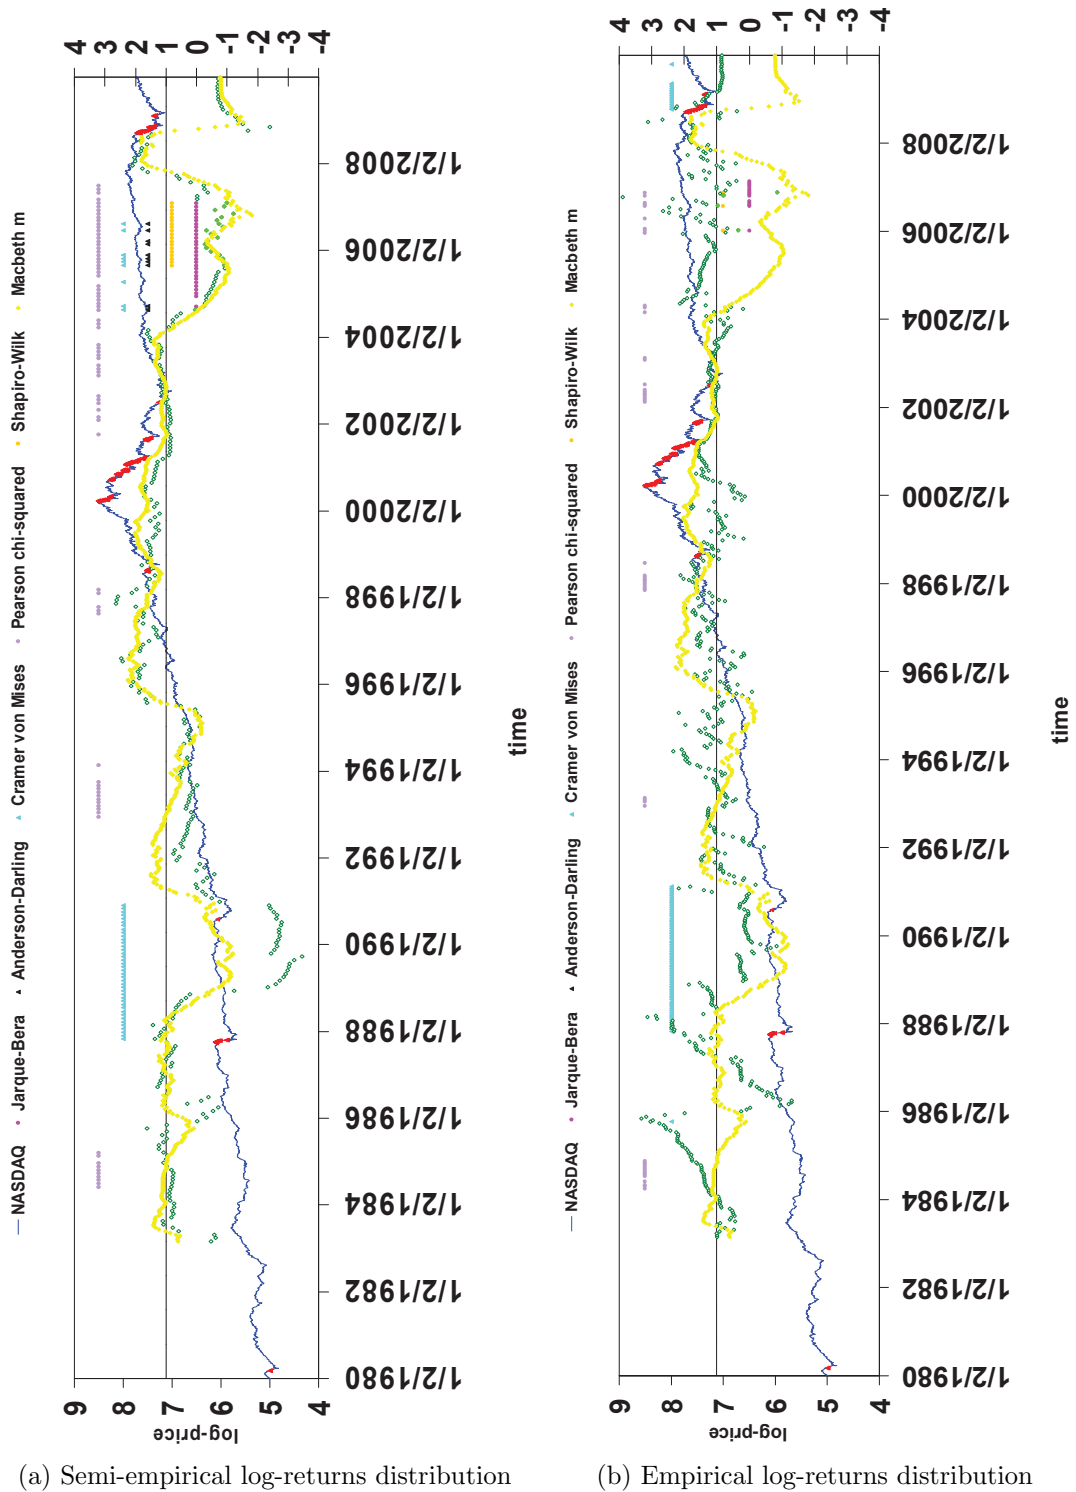 NASDAQ Jarque-Bera Anderson-Darling Cramer von Mises Pearson chi-squared Shapiro-Wilk Macbeth m
4 3 2 1 0 -1 -2 -3 -4
1/2/1980 1/2/1982 1/2/1984 1/2/1986 1/2/1988 1/2/1990 1/2/1992 1/2/1994 1/2/1996 1/2/1998 1/2/2000 1/2/2002 1/2/2004 1/2/2006 1/2/2008
time
9 8 7 6 5 4
log-price
(a) Semi-empirical log-returns distribution
NASDAQ Jarque-Bera Anderson-Darling Cramer von Mises Pearson chi-squared Shapiro-Wilk Macbeth m
4 3 2 1 0 -1 -2 -3 -4
1/2/1980 1/2/1982 1/2/1984 1/2/1986 1/2/1988 1/2/1990 1/2/1992 1/2/1994 1/2/1996 1/2/1998 1/2/2000 1/2/2002 1/2/2004 1/2/2006 1/2/2008
time
9 8 7 6 5 4
log-price
(b) Empirical log-returns distribution